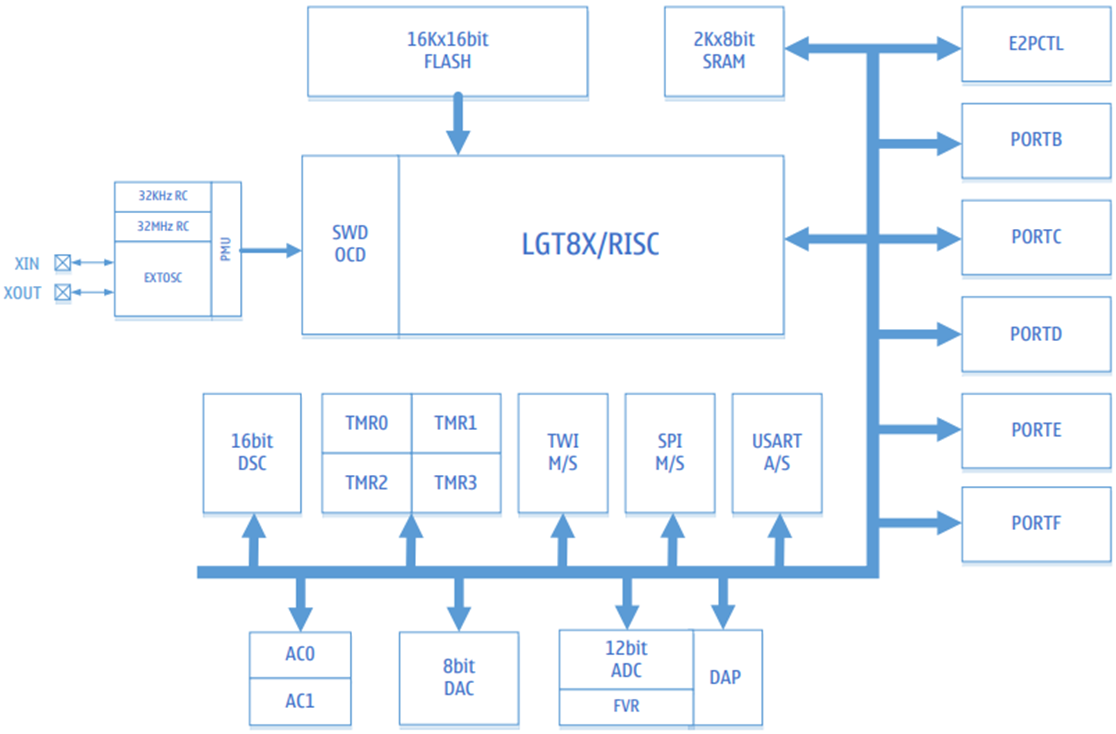 16Kx16bit
FLASH
2Kx8bit
SRAM
E2PCTL
PORTB
32KHz RC
32MHz RC
EXTOSC
PMU
XIN
XOUT
SWD
OCD
LGT8X/RISC
PORTC
PORTD
16bit
DSC
TMR0
TMR1
TMR2
TMR3
TWI
M/S
SPI
M/S
USART
A/S
PORTE
PORTF
AC0
AC1
8bit
DAC
12bit
ADC
FVR
DAP